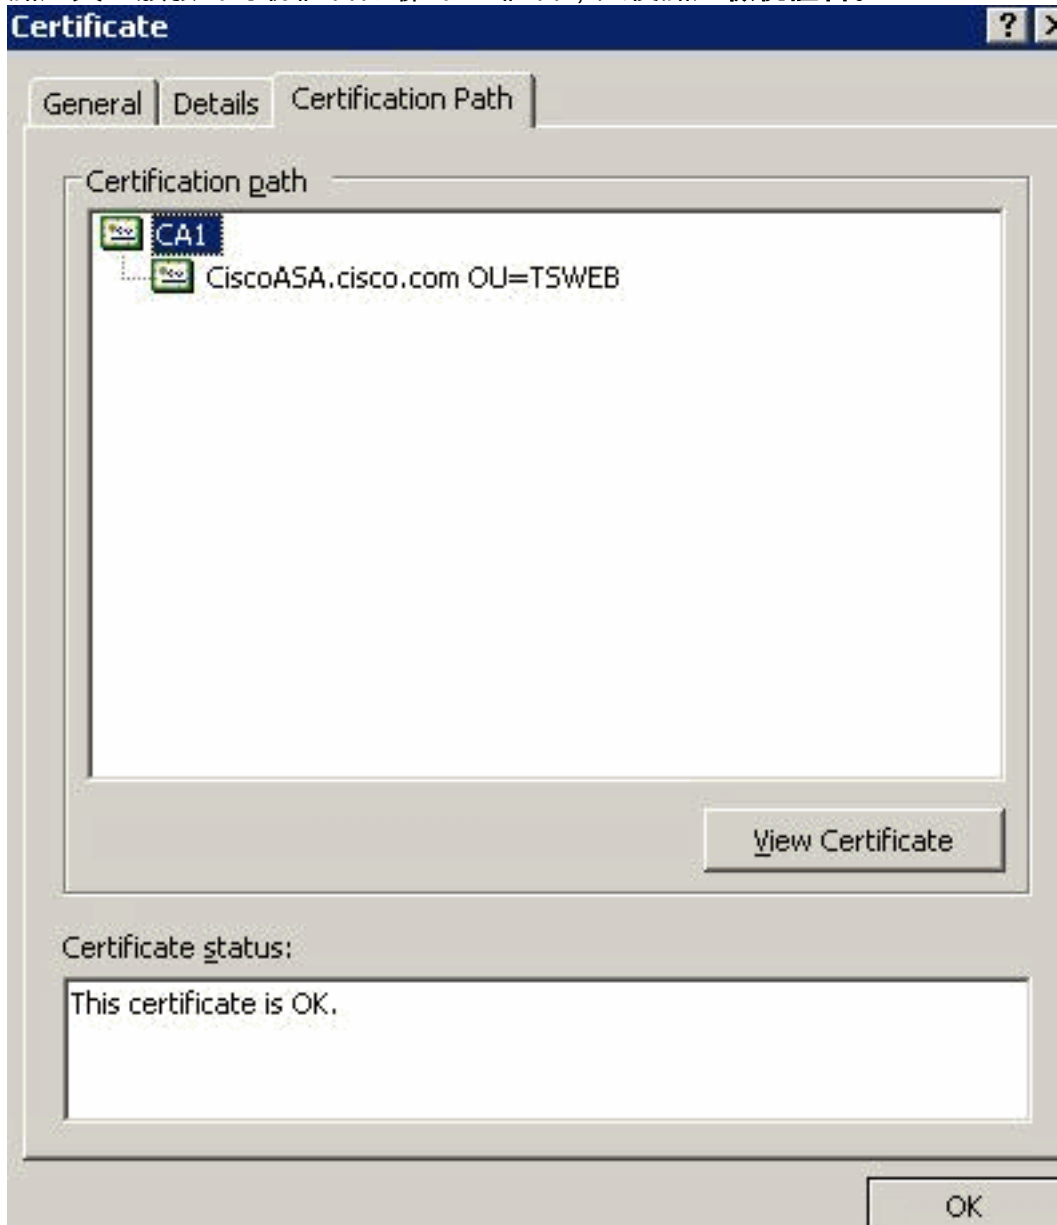 Certificate
General
Details
Certification Path
Certification path
CA1
CiscoASA.cisco.com OU=TSWEB
View Certificate
Certificate status:
This certificate is OK.
OK